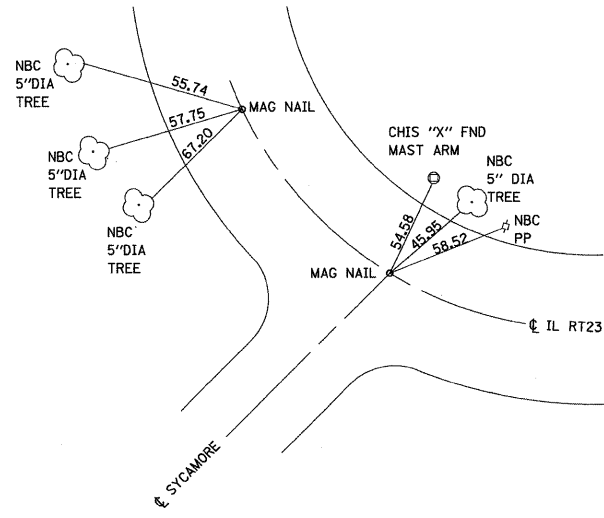 NBC
5"DIA
TREE
55.74
MAG NAIL
57.75
NBC
5"DIA
TREE
67.20
NBC
5"DIA
TREE
CHIS "X" FND
MAST ARM
NBC
5" DIA
TREE
54.58
45.95
58.52
NBC
PP
MAG NAIL
℄ IL RT23
℄ SYCAMORE